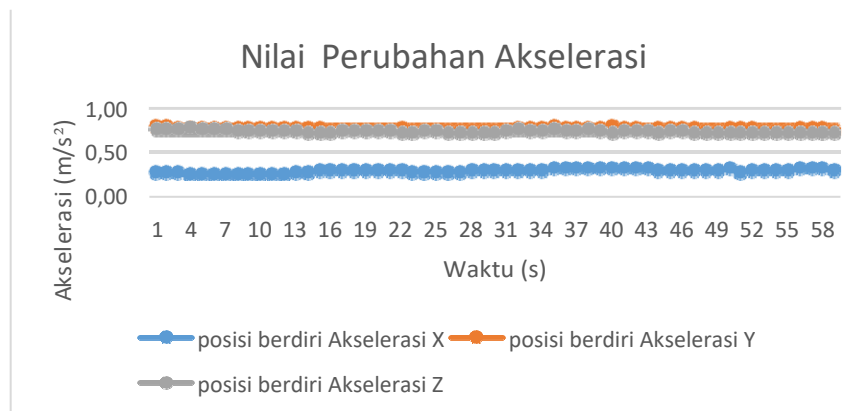 Nilai  Perubahan Akselerasi
Akselerasi (m/s²)
1,00
0,50
0,00
1 4 7 10 13 16 19 22 25 28 31 34 37 40 43 46 49 52 55 58
Waktu (s)
posisi berdiri Akselerasi X posisi berdiri Akselerasi Y
posisi berdiri Akselerasi Z